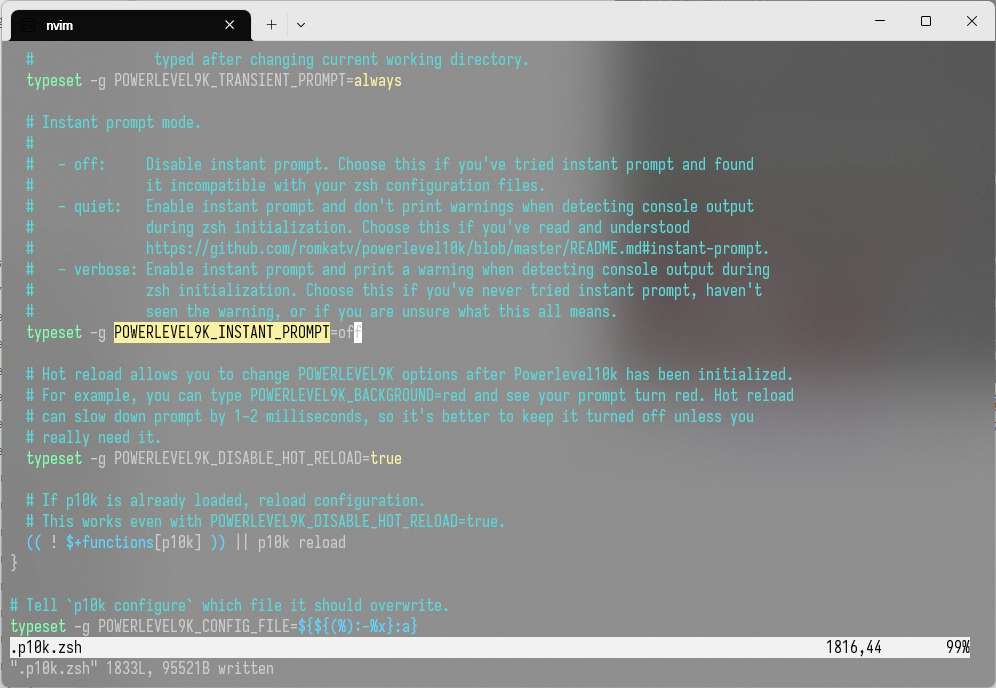 nvim
#               typed after changing current working directory.
typeset -g POWERLEVEL9K_TRANSIENT_PROMPT=always
# Instant prompt mode.
#
#   - off:     Disable instant prompt. Choose this if you've tried instant prompt and found
#              it incompatible with your zsh configuration files.
#   - quiet:   Enable instant prompt and don't print warnings when detecting console output
#              during zsh initialization. Choose this if you've read and understood
#              https://github.com/romkatv/powerlevel10k/blob/master/README.md#instant-prompt.
#   - verbose: Enable instant prompt and print a warning when detecting console output during
#              zsh initialization. Choose this if you've never tried instant prompt, haven't
#              seen the warning, or if you are unsure what this all means.
typeset -g POWERLEVEL9K_INSTANT_PROMPT=off
# Hot reload allows you to change POWERLEVEL9K options after Powerlevel10k has been initialized.
# For example, you can type POWERLEVEL9K_BACKGROUND=red and see your prompt turn red. Hot reload
# can slow down prompt by 1-2 milliseconds, so it's better to keep it turned off unless you
# really need it.
typeset -g POWERLEVEL9K_DISABLE_HOT_RELOAD=true
# If p10k is already loaded, reload configuration.
# This works even with POWERLEVEL9K_DISABLE_HOT_RELOAD=true.
(( ! $+functions[p10k] )) || p10k reload
}
# Tell `p10k configure` which file it should overwrite.
typeset -g POWERLEVEL9K_CONFIG_FILE=${${(%):-%x}:a}
.p10k.zsh 1816,44 99%
".p10k.zsh" 1833L, 95521B written